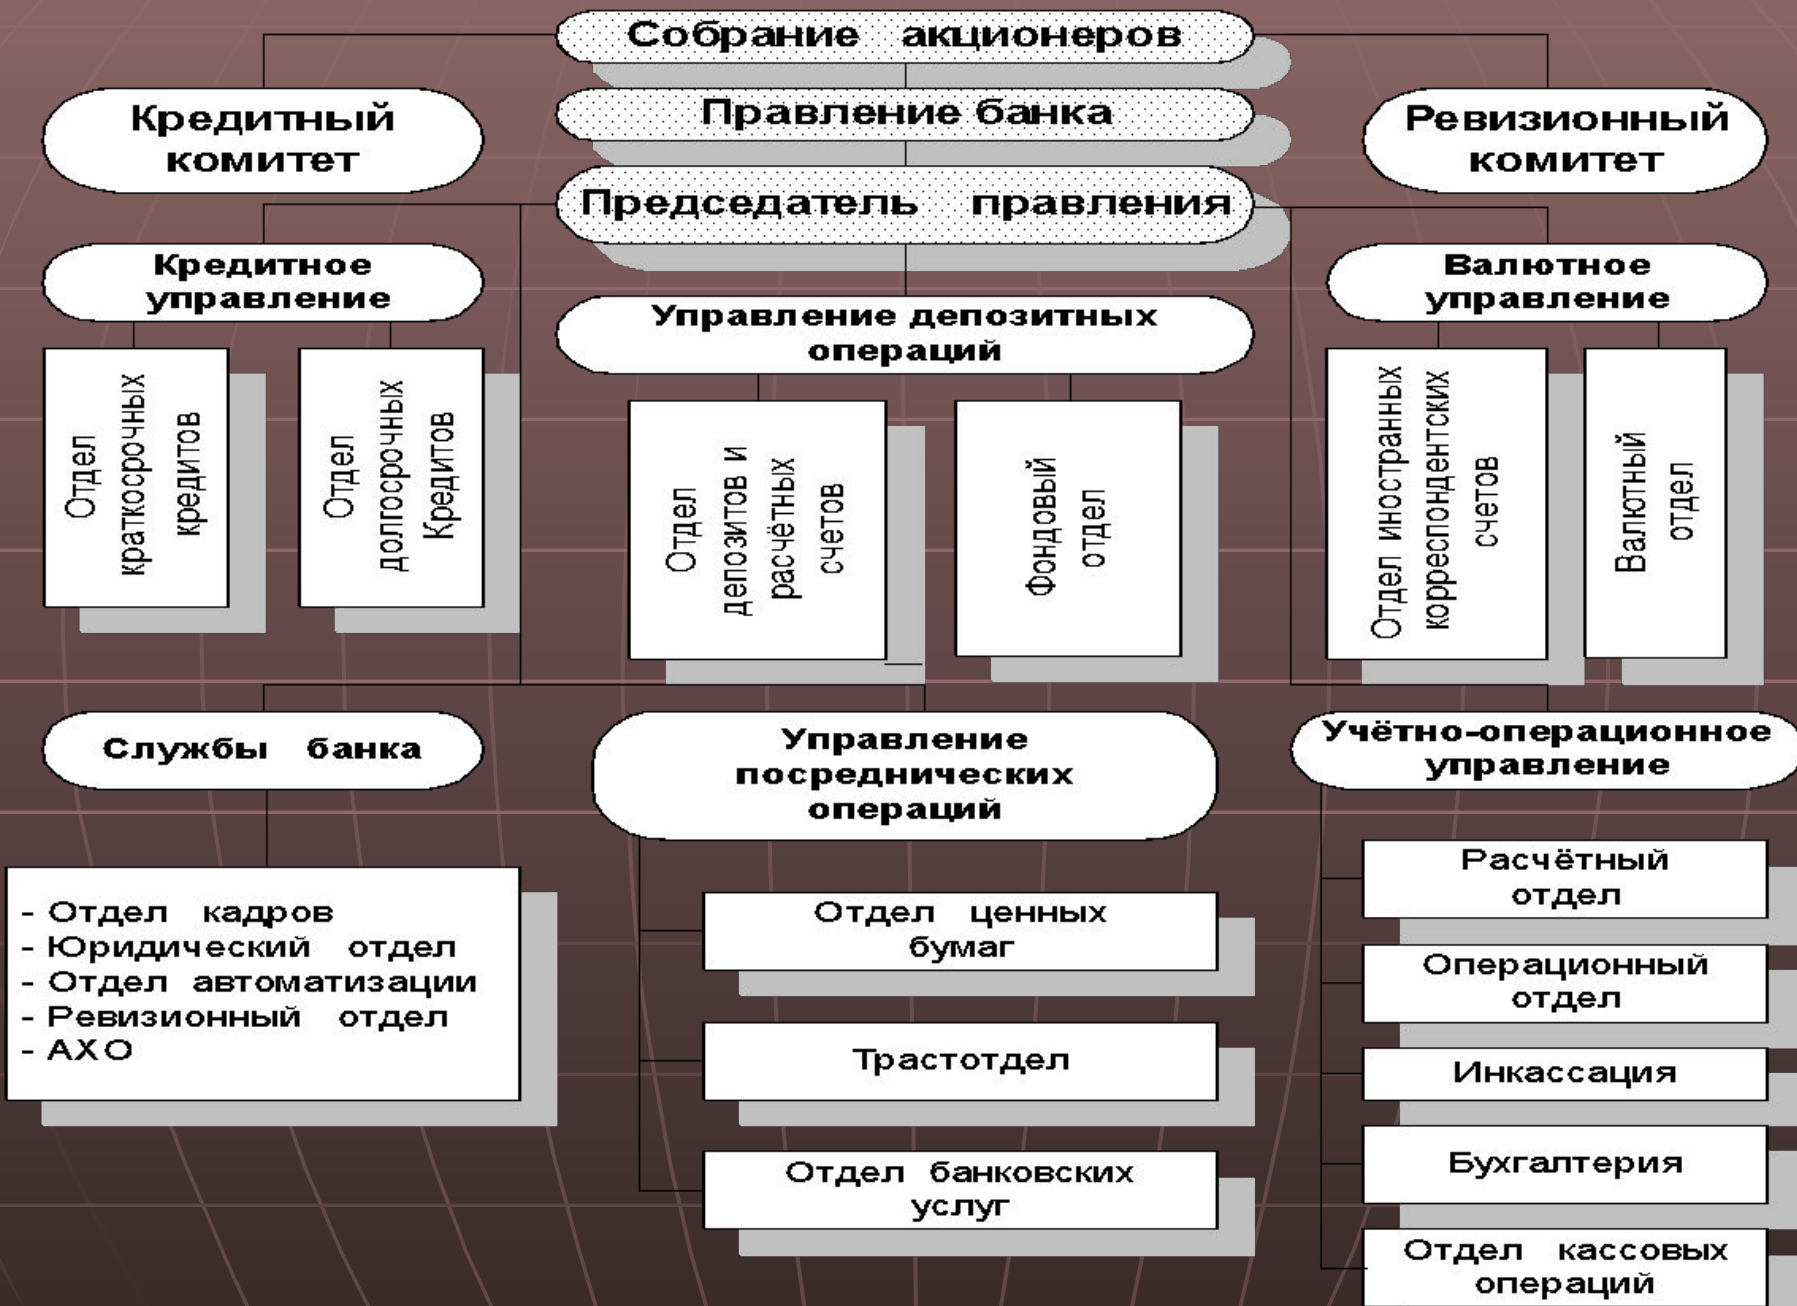 Собрание акционеров
Кредитный
комитет
Правление банка
Ревизионный
комитет
Председатель правления
Кредитное
управление
Управление депозитных
операций
Валютное
управление
Отдел
краткосрочных
кредитов
Отдел
долгосрочных
Кредитов
Отдел
депозитов и
расчётных
счетов
Фондовый
отдел
Отдел иностранных
корреспондентских
счетов
Валютный
отдел
Службы банка
Управление
посреднических
операций
Учётно-операционное
управление
- Отдел кадров
- Юридический отдел
- Отдел автоматизации
- Ревизионный отдел
- АХО
Отдел ценных
бумаг
Трастотдел
Отдел банковских
услуг
Расчётный
отдел
Операционный
отдел
Инкассация
Бухгалтерия
Отдел кассовых
операций